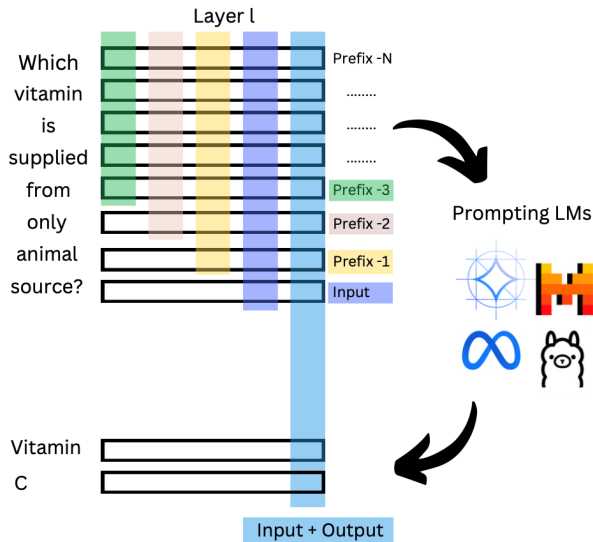 Layer l
Which Prefix -N
vitamin ........
is ........
supplied ........
from Prefix -3
only Prefix -2
animal Prefix -1
source? Input
Prompting LMs
Vitamin
C
Input + Output